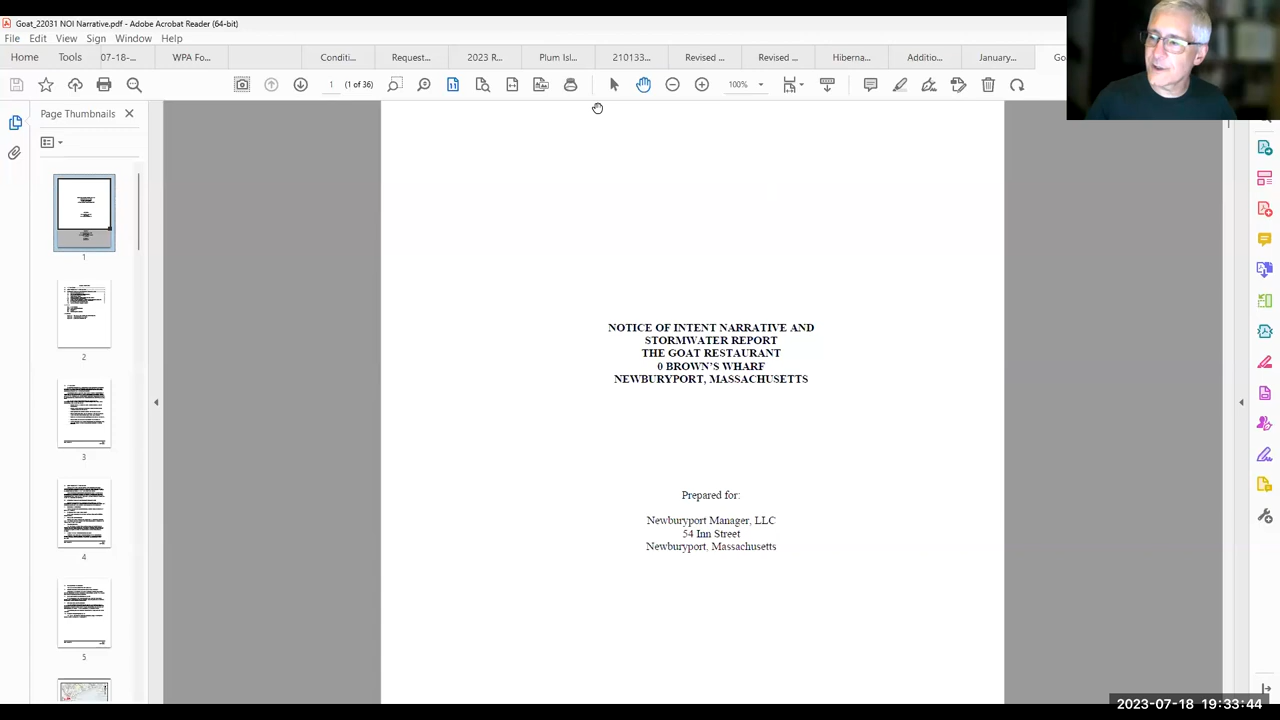 Goat_22031 NOI Narrative.pdf - Adobe Acrobat Reader (64-bit)
File Edit View Sign Window Help
Home Tools 07-18-... WPA Fo... Conditi... Request... 2023 R... Plum Isl... 210133... Revised ... Revised ... Hiberna... Additio... January...
1 (1 of 36) 100%
Page Thumbnails
1
2
3
4
5
NOTICE OF INTENT NARRATIVE AND
STORMWATER REPORT
THE GOAT RESTAURANT
0 BROWN'S WHARF
NEWBURYPORT, MASSACHUSETTS
Prepared for:
Newburyport Manager, LLC
54 Inn Street
Newburyport, Massachusetts
2023-07-18 19:33:44